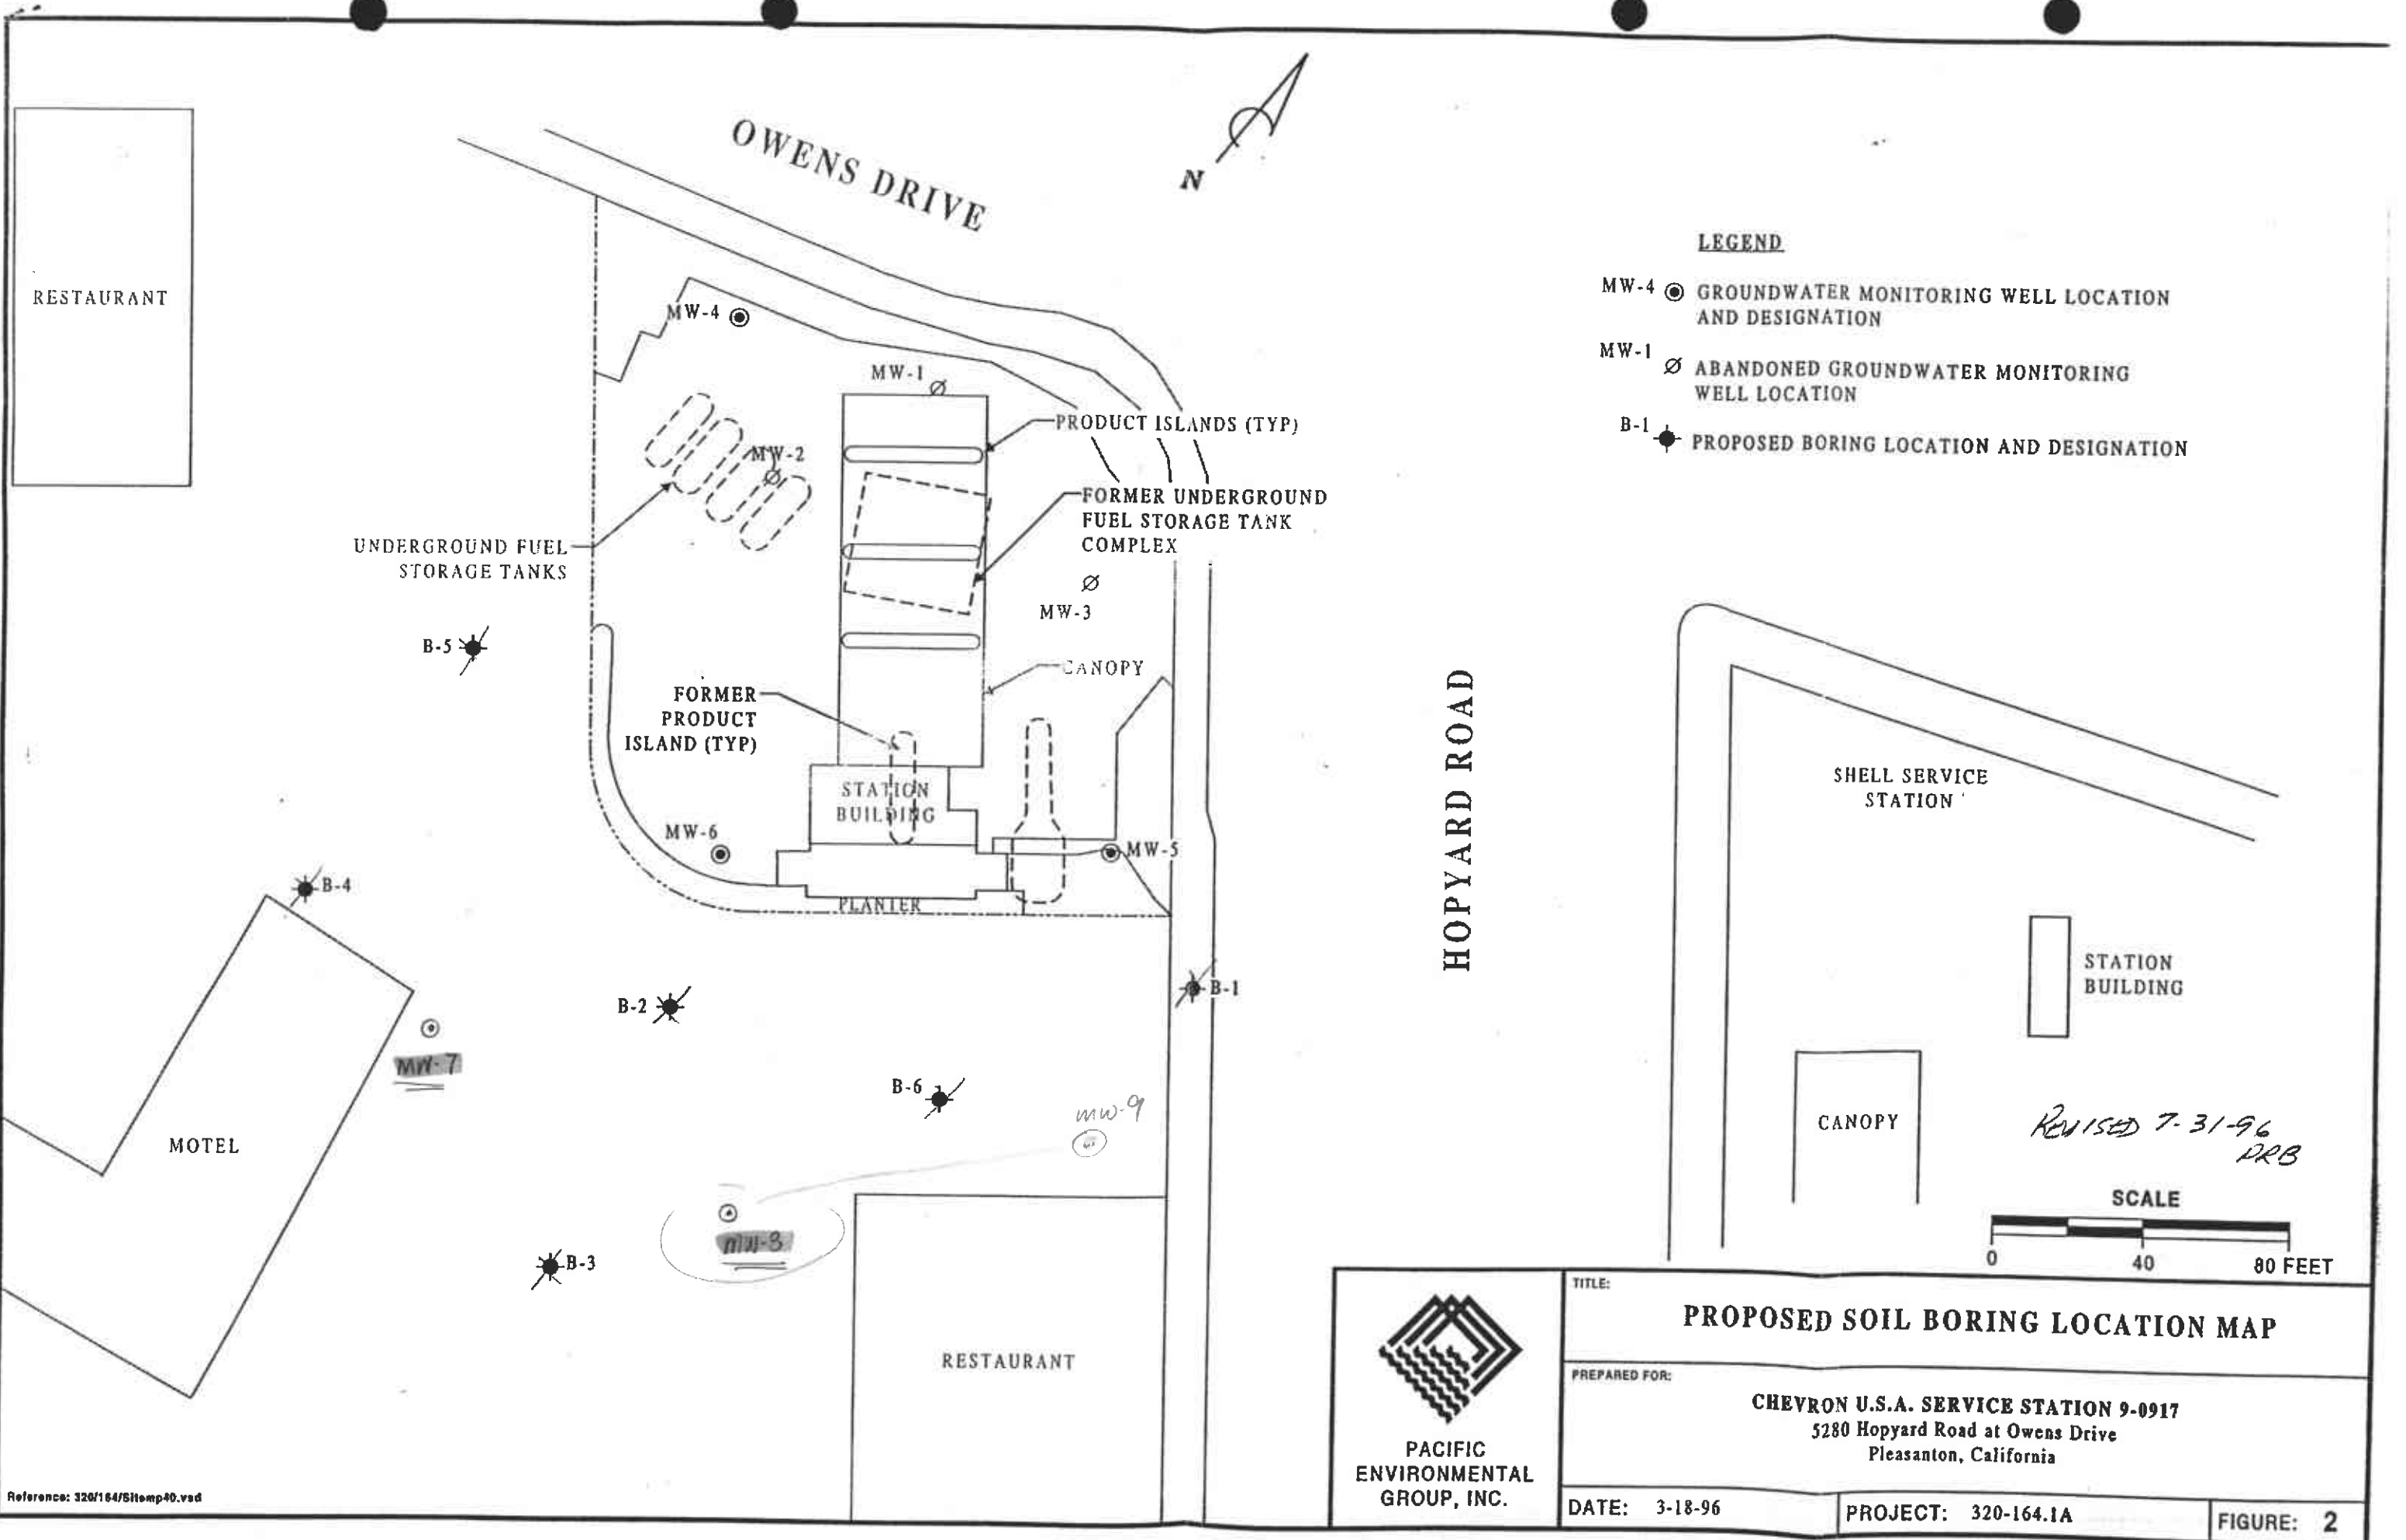 OWENS DRIVE
N
RESTAURANT
MW-4
MW-1
MW-2
PRODUCT ISLANDS (TYP)
FORMER UNDERGROUND
FUEL STORAGE TANK
COMPLEX
UNDERGROUND FUEL
STORAGE TANKS
MW-3
B-5
CANOPY
FORMER
PRODUCT
ISLAND (TYP)
STATION
BUILDING
MW-6
MW-5
PLANTER
B-4
B-2
B-1
MW-7
B-6
MW-9
MOTEL
MW-8
B-3
RESTAURANT
HOPYARD ROAD
LEGEND
MW-4 GROUNDWATER MONITORING WELL LOCATION
AND DESIGNATION
MW-1 ABANDONED GROUNDWATER MONITORING
WELL LOCATION
B-1 PROPOSED BORING LOCATION AND DESIGNATION
SHELL SERVICE
STATION
STATION
BUILDING
CANOPY
REVISED 7-31-96
DRB
SCALE
0 40 80 FEET
PACIFIC
ENVIRONMENTAL
GROUP, INC.
TITLE:
PROPOSED SOIL BORING LOCATION MAP
PREPARED FOR:
CHEVRON U.S.A. SERVICE STATION 9-0917
5280 Hopyard Road at Owens Drive
Pleasanton, California
DATE: 3-18-96
PROJECT: 320-164.1A
FIGURE: 2
Reference: 320/164/Sitemp40.vsd